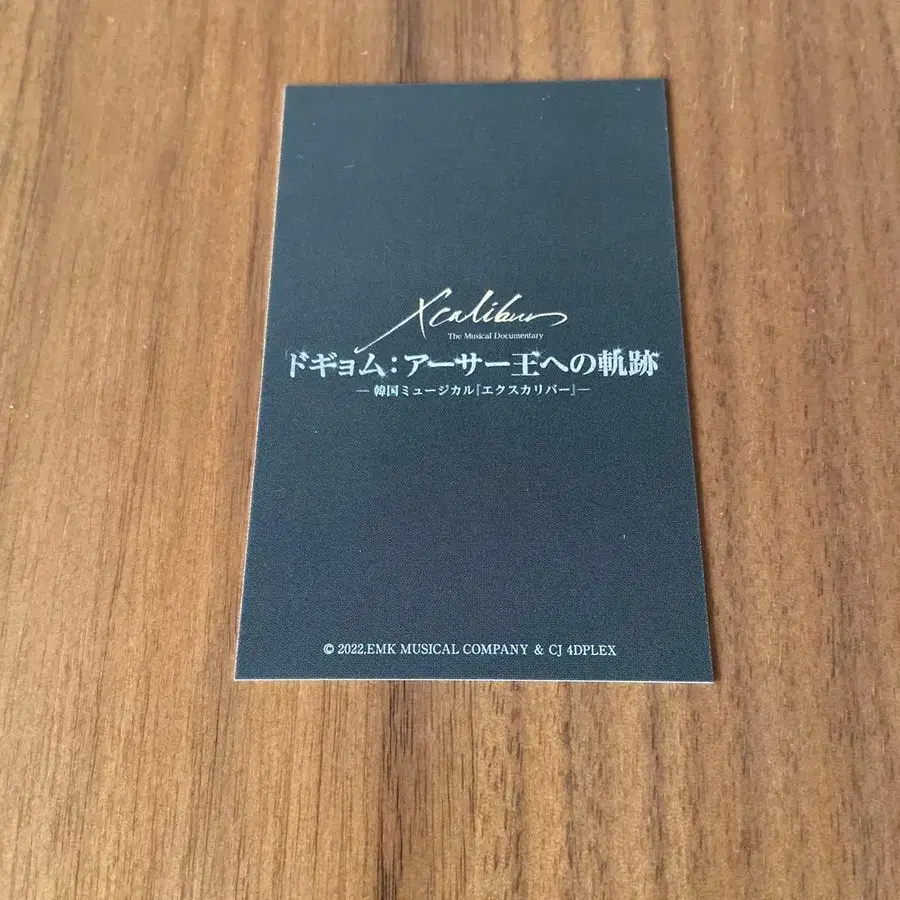 Xcalibur
The Musical Documentary
ドギョム：アーサー王への軌跡
― 韓国ミュージカル『エクスカリバー』―
© 2022.EMK MUSICAL COMPANY & CJ 4DPLEX